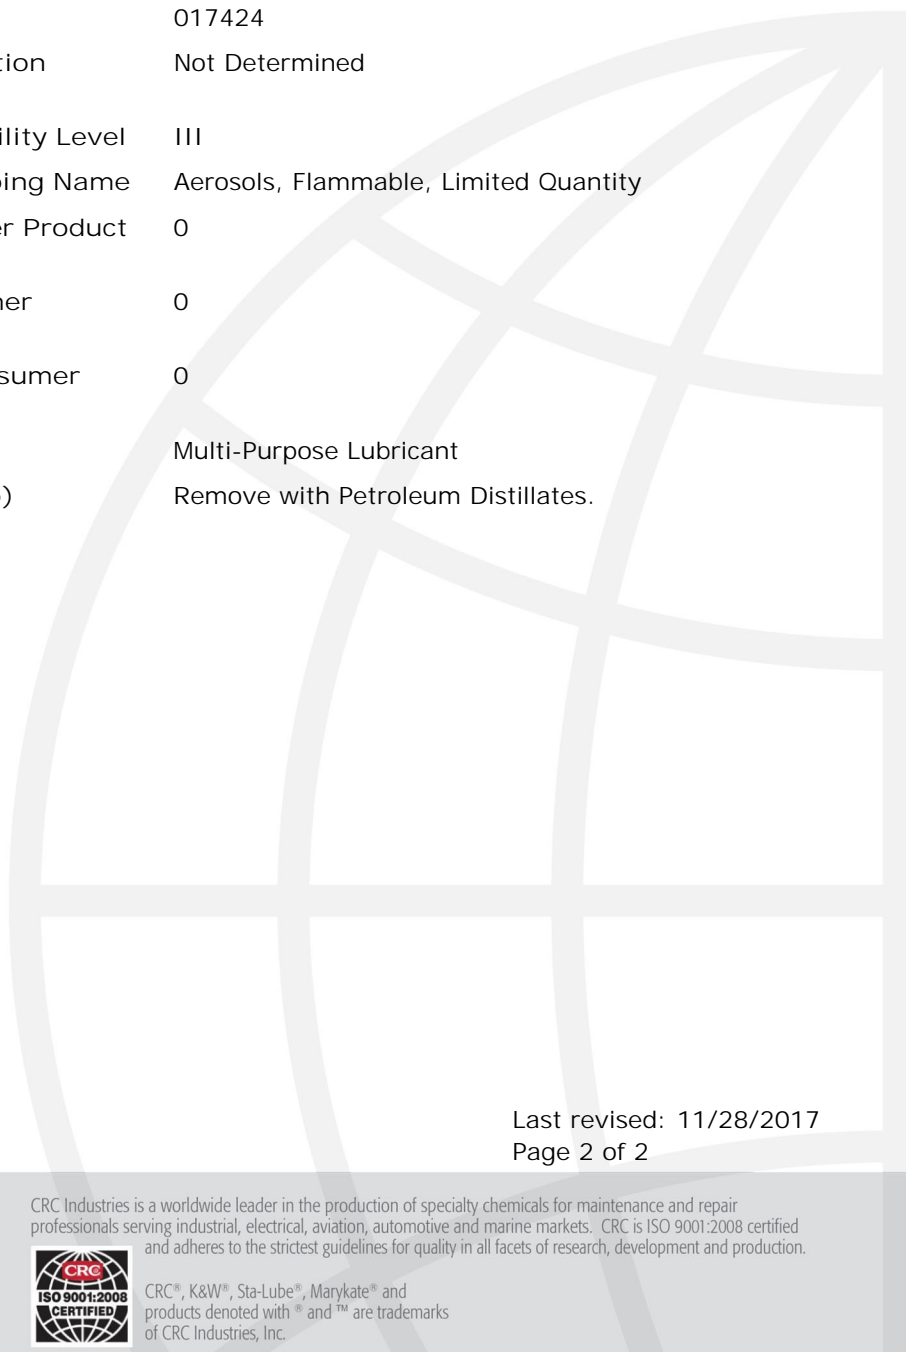 017424
tion Not Determined
ility Level III
ing Name Aerosols, Flammable, Limited Quantity
er Product 0
ner 0
sumer 0
Multi-Purpose Lubricant
) Remove with Petroleum Distillates.
Last revised: 11/28/2017
Page 2 of 2
CRC Industries is a worldwide leader in the production of specialty chemicals for maintenance and repair
professionals serving industrial, electrical, aviation, automotive and marine markets. CRC is ISO 9001:2008 certified
and adheres to the strictest guidelines for quality in all facets of research, development and production.
CRC
ISO 9001:2008
CERTIFIED
CRC®, K&W®, Sta-Lube®, Marykate® and
products denoted with ® and ™ are trademarks
of CRC Industries, Inc.